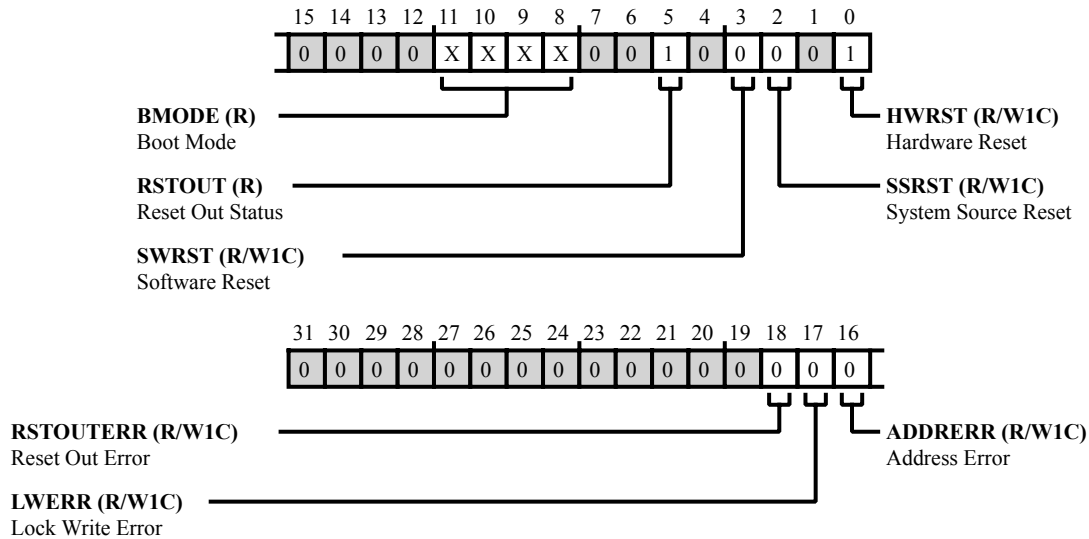 15 14 13 12 11 10 9 8 7 6 5 4 3 2 1 0
0 0 0 0 X X X X 0 0 1 0 0 0 0 1
BMODE (R)
Boot Mode
HWRST (R/W1C)
Hardware Reset
RSTOUT (R)
Reset Out Status
SSRST (R/W1C)
System Source Reset
SWRST (R/W1C)
Software Reset
31 30 29 28 27 26 25 24 23 22 21 20 19 18 17 16
0 0 0 0 0 0 0 0 0 0 0 0 0 0 0 0
RSTOUTERR (R/W1C)
Reset Out Error
ADDRERR (R/W1C)
Address Error
LWERR (R/W1C)
Lock Write Error